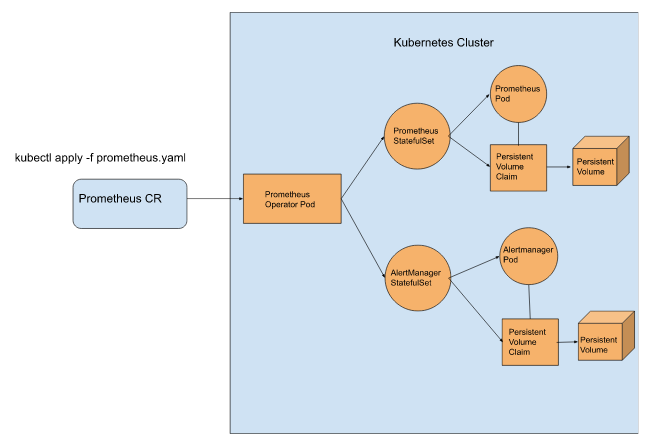 Kubernetes Cluster
kubectl apply -f prometheus.yaml
Prometheus CR
Prometheus
Operator Pod
Prometheus
StatefulSet
Prometheus
Pod
Persistent
Volume
Claim
Persistent
Volume
AlertManager
StatefulSet
Alertmanager
Pod
Persistent
Volume
Claim
Persistent
Volume